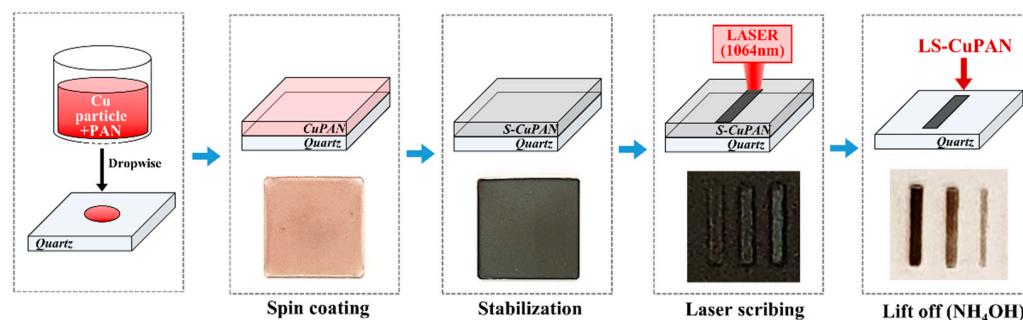 Cu
particle
+PAN
Dropwise
Quartz
CuPAN
Quartz
Spin coating
S-CuPAN
Quartz
Stabilization
LASER
(1064nm)
S-CuPAN
Quartz
Laser scribing
LS-CuPAN
Lift off (NH₄OH)